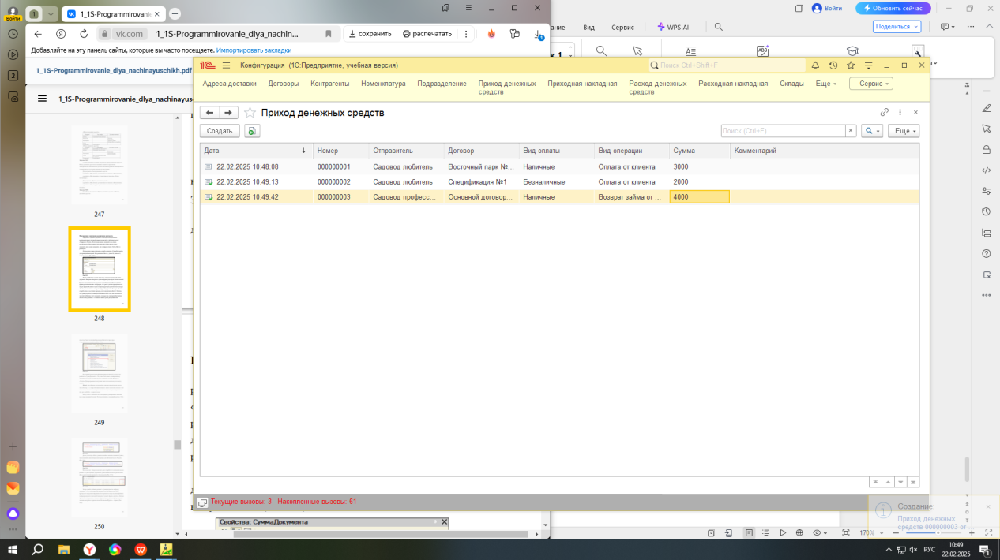 Войти
1
1_1S-Programmirovani
vk.com 1_1S-Programmirovanie_dlya_nachin...
сохранить
распечатать
1
Добавляйте на эту панель сайты, которые вы часто посещаете. Импортировать закладки
1_1S-Programmirovanie_dlya_nachinayuschikh.pdf
1_1S-Programmirovanie_dlya_nachinayus
2
247
248
249
250
Войти
Обновить сейчас
ание Вид Сервис WPS AI
Поделиться
Конфигурация (1С:Предприятие, учебная версия)
Поиск Ctrl+Shift+F
Адреса доставки Договоры Контрагенты Номенклатура Подразделение Приход денежных средств Приходная накладная Расход денежных средств Расходная накладная Склады Еще Сервис
Приход денежных средств
Создать
Поиск (Ctrl+F) × Еще
Дата ↓ Номер Отправитель Договор Вид оплаты Вид операции Сумма Комментарий
22.02.2025 10:48:08 000000001 Садовод любитель Восточный парк №... Наличные Оплата от клиента 3000
22.02.2025 10:49:13 000000002 Садовод любитель Спецификация №1 Безналичные Оплата от клиента 2000
22.02.2025 10:49:42 000000003 Садовод професс... Основной договор... Наличные Возврат займа от ... 4000
Текущие вызовы: 3 Накопленные вызовы: 61
Создание:
Приход денежных
средств 000000003 от
Свойства: СуммаДокумента
170%
РУС
10:49
22.02.2025
1